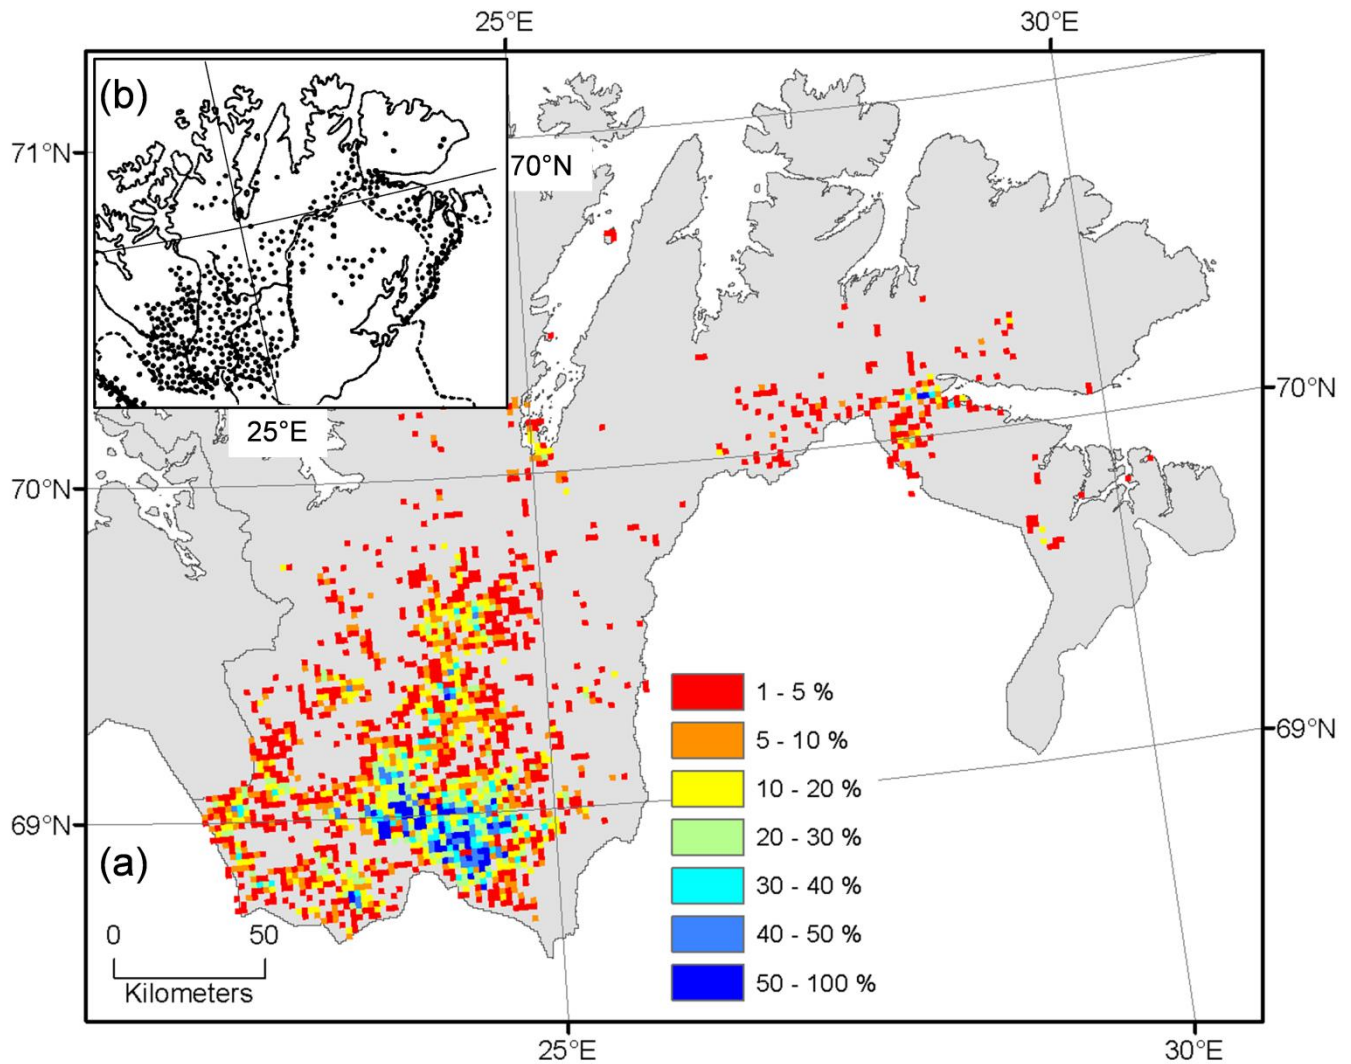 25°E
30°E
(b)
71°N
70°N
70°N
25°E
70°N
1 - 5 %
69°N
5 - 10 %
10 - 20 %
69°N
20 - 30 %
(a)
30 - 40 %
0 50
40 - 50 %
50 - 100 %
Kilometers
25°E
30°E